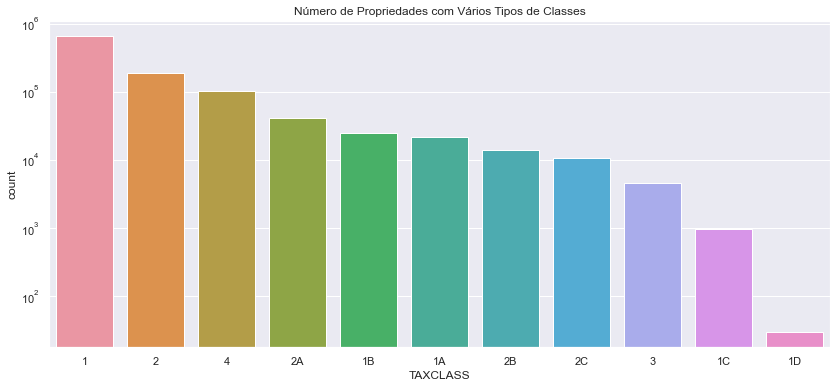 Número de Propriedades com Vários Tipos de Classes
10^6
10^5
10^4
10^3
10^2
count
1 2 4 2A 1B 1A 2B 2C 3 1C 1D
TAXCLASS